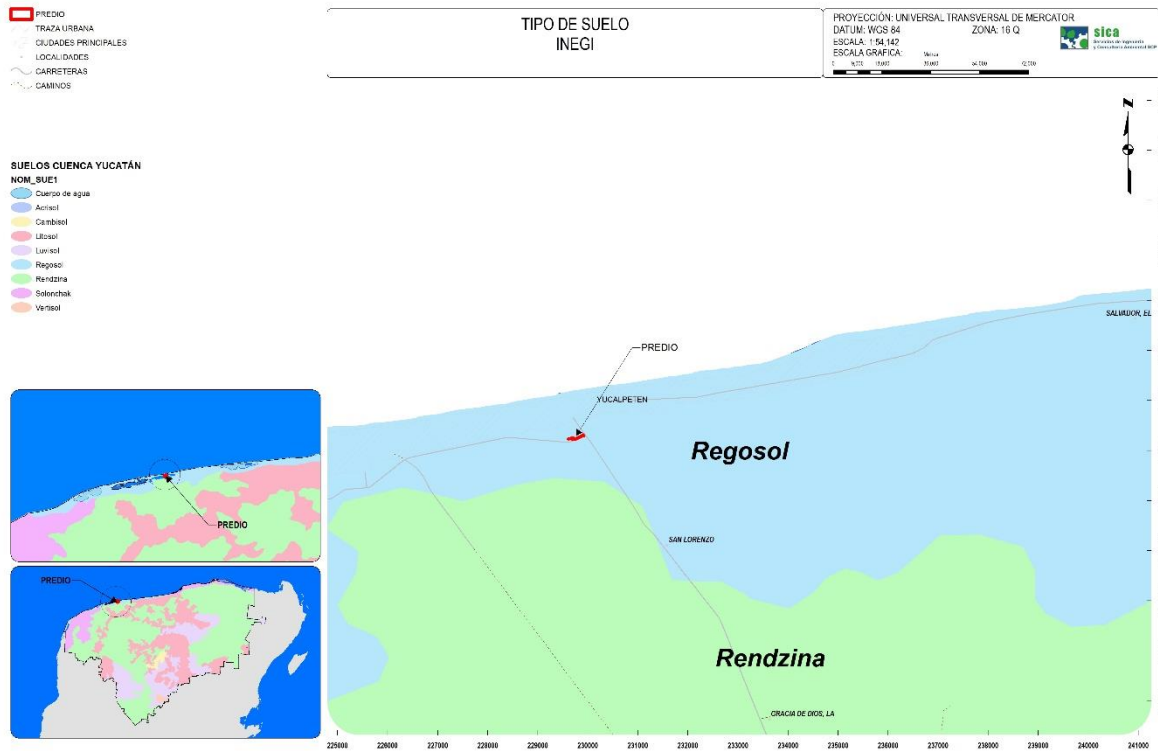 PREDIO
TRAZA URBANA
CIUDADES PRINCIPALES
LOCALIDADES
CARRETERAS
CAMINOS
TIPO DE SUELO
INEGI
PROYECCIÓN: UNIVERSAL TRANSVERSAL DE MERCATOR
DATUM: WGS 84 ZONA: 16 Q
ESCALA: 1:54,142
ESCALA GRAFICA:
sica
SUELOS CUENCA YUCATÁN
NOM_SUE1
Cuerpo de agua
Acrisol
Cambisol
Litosol
Luvisol
Regosol
Rendzina
Solonchak
Vertisol
SALVADOR, EL
PREDIO
YUCALPETEN
Regosol
SAN LORENZO
Rendzina
GRACIA DE DIOS, LA
PREDIO
PREDIO
225000 226000 227000 228000 229000 230000 231000 232000 233000 234000 235000 236000 237000 238000 239000 240000 241000